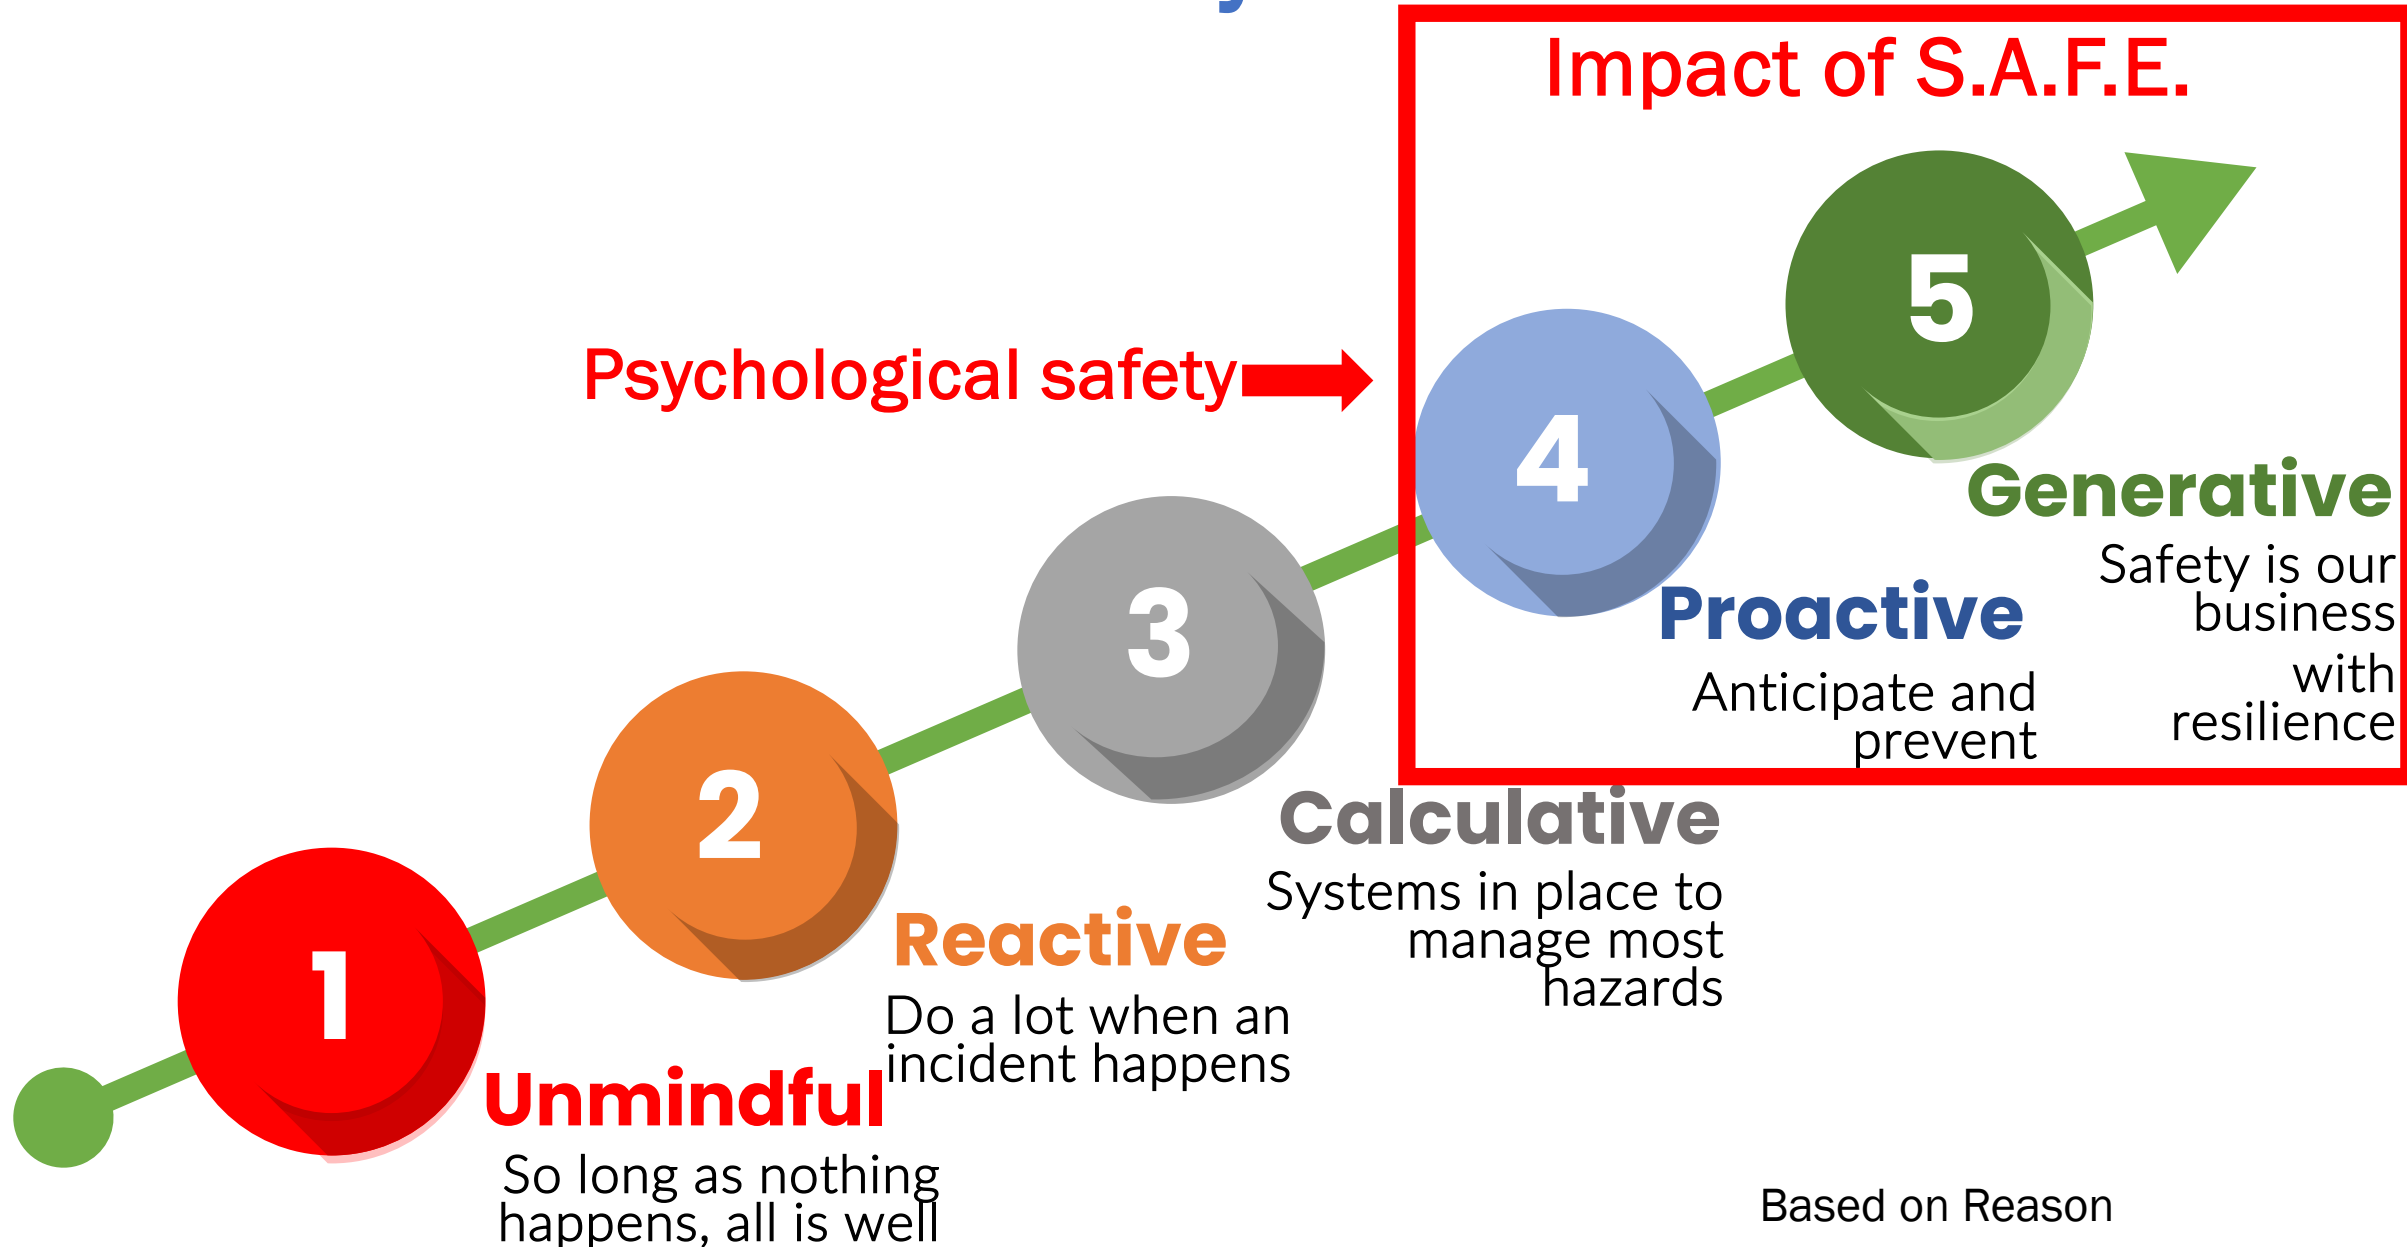 Impact of S.A.F.E.
5
Psychological safety
4
Generative
Safety is our
business
with
resilience
Proactive
Anticipate and
prevent
3
Calculative
Systems in place to
manage most
hazards
2
Reactive
Do a lot when an
incident happens
1
Unmindful
So long as nothing
happens, all is well
Based on Reason